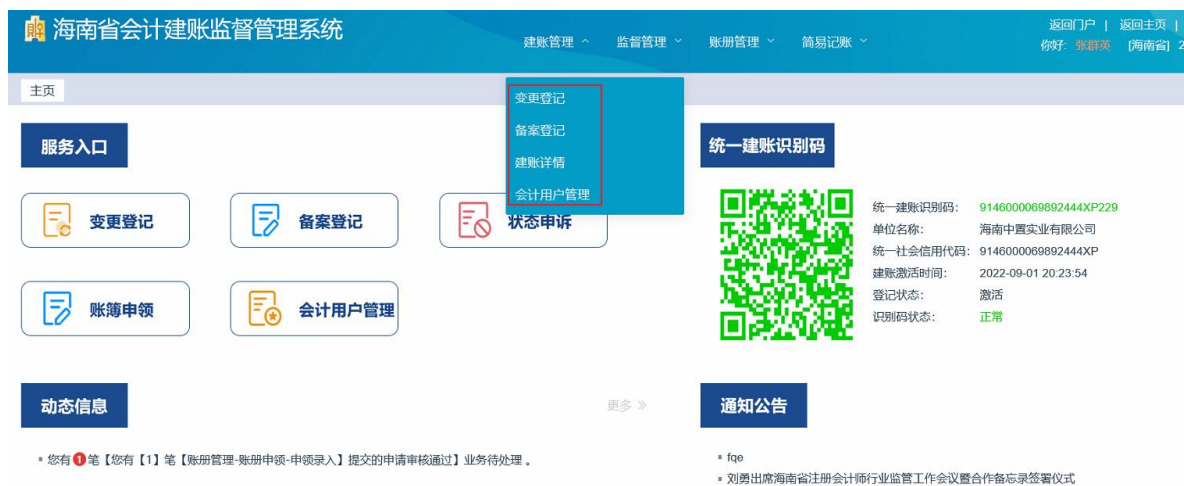 海南省会计建账监督管理系统
建账管理 监督管理 账册管理 简易记账
返回门户 | 返回主页 |
你好: 张群英 [海南省] 2
主页
变更登记
备案登记
建账详情
会计用户管理
服务入口
变更登记 备案登记 状态申诉
账簿申领 会计用户管理
统一建账识别码
统一建账识别码: 9146000069892444XP229
单位名称: 海南中置实业有限公司
统一社会信用代码: 9146000069892444XP
建账激活时间: 2022-09-01 20:23:54
登记状态: 激活
识别码状态: 正常
动态信息 更多 》
▪ 您有1笔【您有【1】笔【账册管理-账册申领-申领录入】提交的申请审核通过】业务待处理 。
通知公告
▪ fqe
▪ 刘勇出席海南省注册会计师行业监管工作会议暨合作备忘录签署仪式